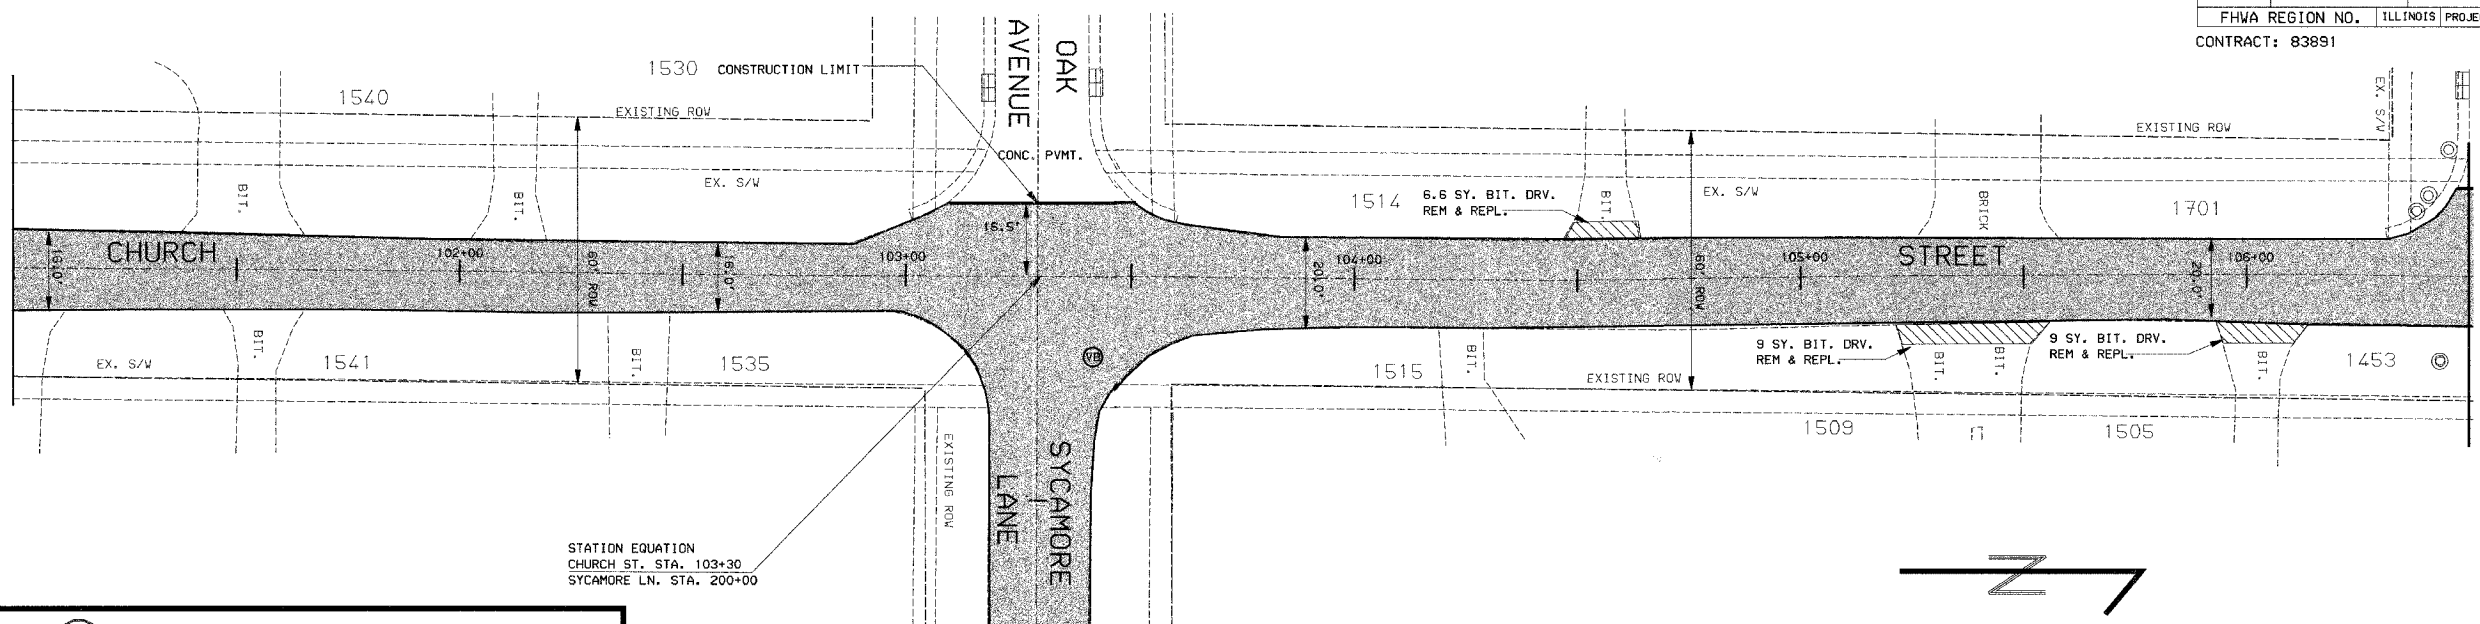 FHWA REGION NO. ILLINOIS
CONTRACT: 83891
OAK
AVENUE
1530 CONSTRUCTION LIMIT
1540
EXISTING ROW
EXISTING ROW
EX. S/W
CONC. PVMT.
EX. S/W
BIT.
BIT.
1514
6.6 SY. BIT. DRV.
REM & REPL.
BIT.
EX. S/W
BRICK
1701
CHURCH
STREET
16.5'
102+00
103+00
104+00
105+00
106+00
60' ROW
16.0'
20.0'
60' ROW
20.0'
BIT.
EX. S/W
1541
BIT.
1535
VB
1515
BIT.
EXISTING ROW
9 SY. BIT. DRV.
REM & REPL.
BIT.
BIT.
9 SY. BIT. DRV.
REM & REPL.
BIT.
1453
1509
1505
EXISTING ROW
SYCAMORE
LANE
STATION EQUATION
CHURCH ST. STA. 103+30
SYCAMORE LN. STA. 200+00
N